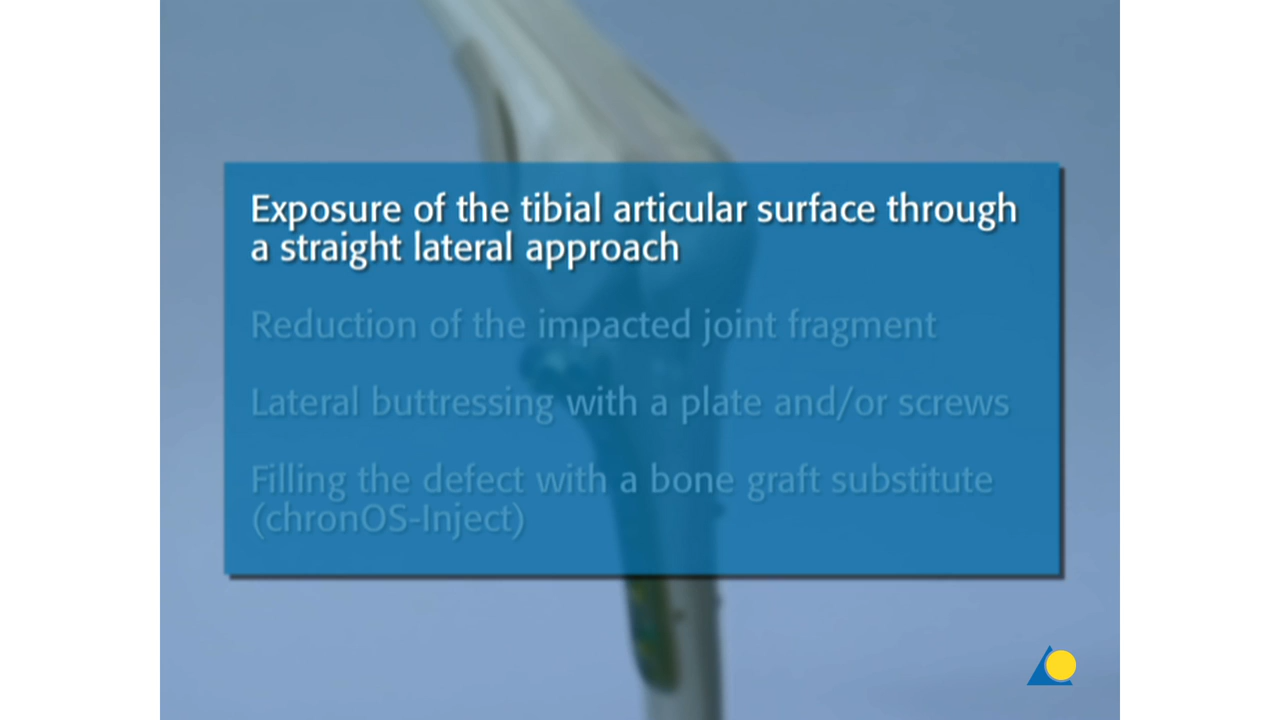 Exposure of the tibial articular surface through
a straight lateral approach
Reduction of the impacted joint fragment
Lateral buttressing with a plate and/or screws
Filling the defect with a bone graft substitute
(chronOS-Inject)